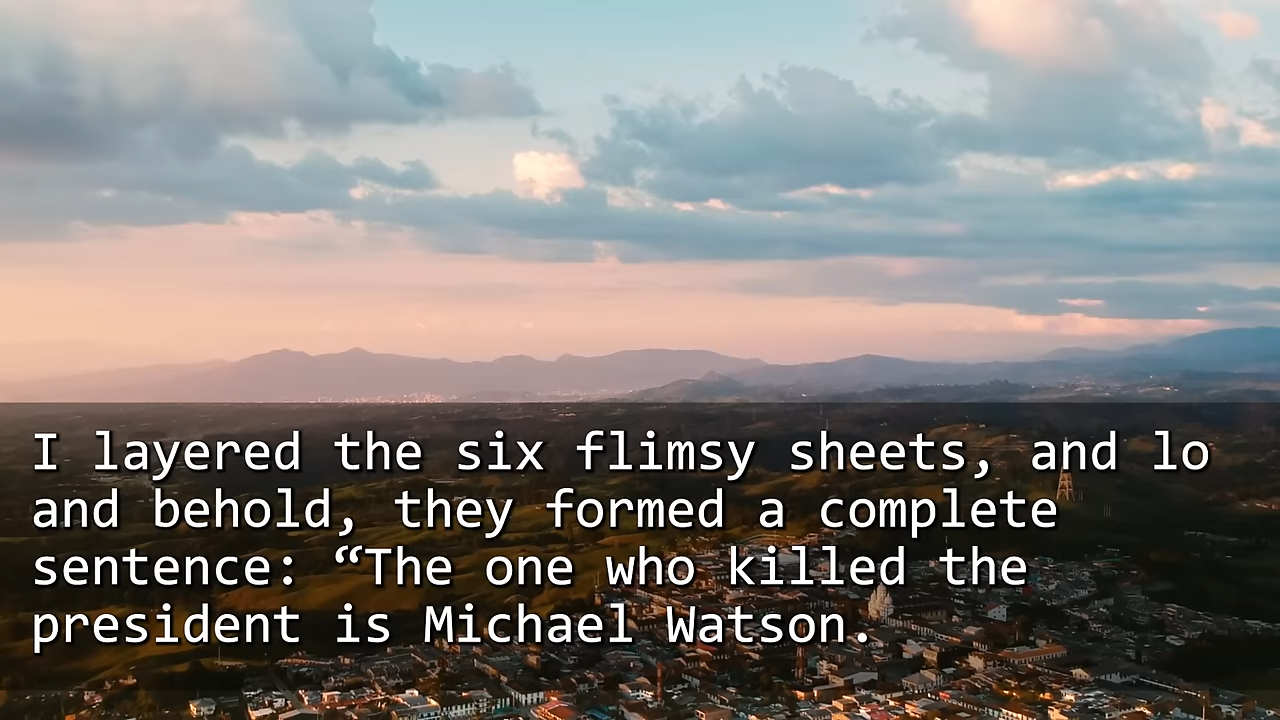 I layered the six flimsy sheets, and lo
and behold, they formed a complete
sentence: “The one who killed the
president is Michael Watson.